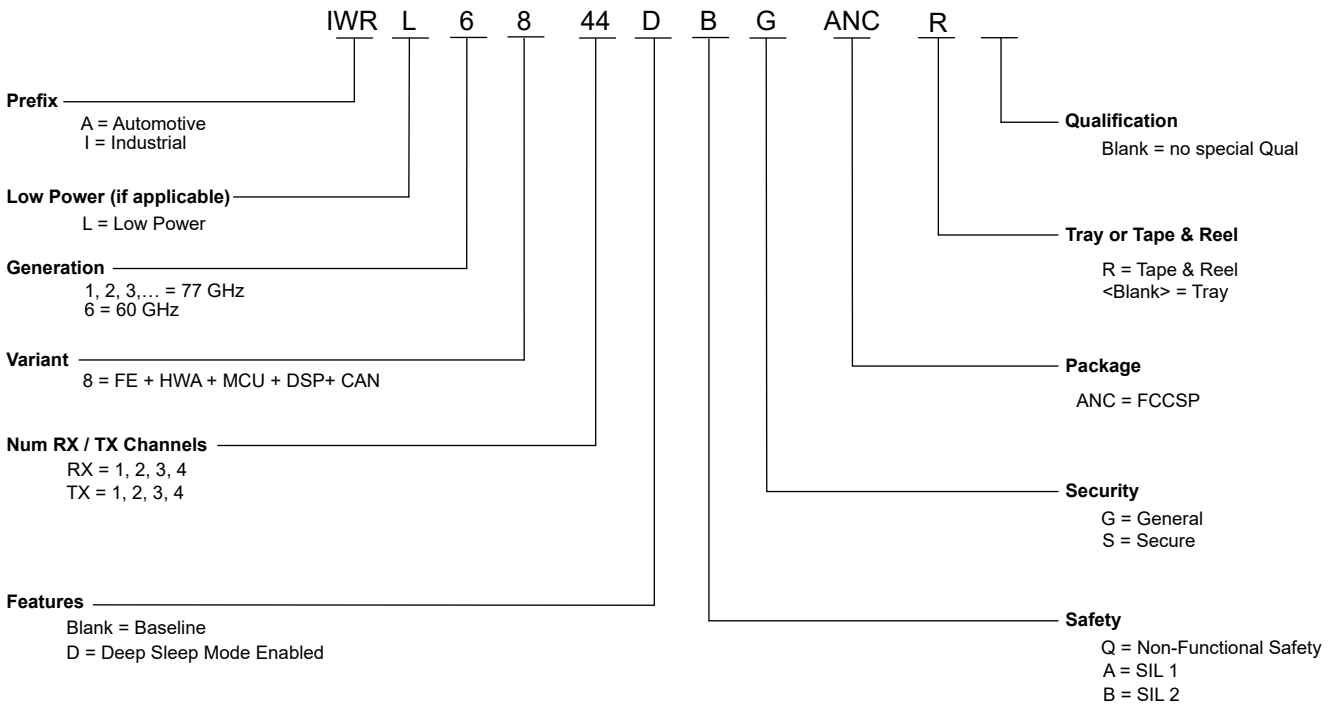 IWR L 6 8 44 D B G ANC R
Prefix
A = Automotive
I = Industrial
Low Power (if applicable)
L = Low Power
Generation
1, 2, 3,… = 77 GHz
6 = 60 GHz
Variant
8 = FE + HWA + MCU + DSP+ CAN
Num RX / TX Channels
RX = 1, 2, 3, 4
TX = 1, 2, 3, 4
Features
Blank = Baseline
D = Deep Sleep Mode Enabled
Qualification
Blank = no special Qual
Tray or Tape & Reel
R = Tape & Reel
<Blank> = Tray
Package
ANC = FCCSP
Security
G = General
S = Secure
Safety
Q = Non-Functional Safety
A = SIL 1
B = SIL 2